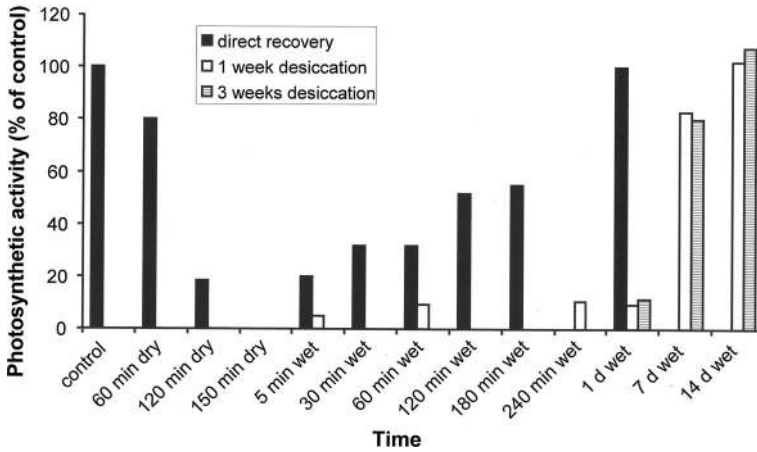 Photosynthetic activity (% of control)
120
100
80
60
40
20
0
direct recovery
1 week desiccation
3 weeks desiccation
control
60 min dry
120 min dry
150 min dry
5 min wet
30 min wet
60 min wet
120 min wet
180 min wet
240 min wet
1 d wet
7 d wet
14 d wet
Time